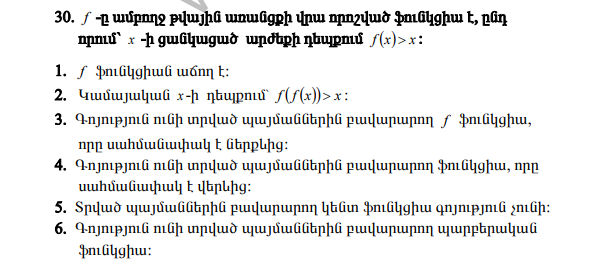 30. f -ը ամբողջ թվային առանցքի վրա որոշված ֆունկցիա է, ընդ
որում՝ x -ի ցանկացած արժեքի դեպքում f(x)>x:
1. f ֆունկցիան աճող է:
2. Կամայական x-ի դեպքում f(f(x))>x:
3. Գոյություն ունի տրված պայմաններին բավարարող f ֆունկցիա,
որը սահմանափակ է ներքևից:
4. Գոյություն ունի տրված պայմաններին բավարարող ֆունկցիա, որը
սահմանափակ է վերևից:
5. Տրված պայմաններին բավարարող կենտ ֆունկցիա գոյություն չունի:
6. Գոյություն ունի տրված պայմաններին բավարարող պարբերական
ֆունկցիա: